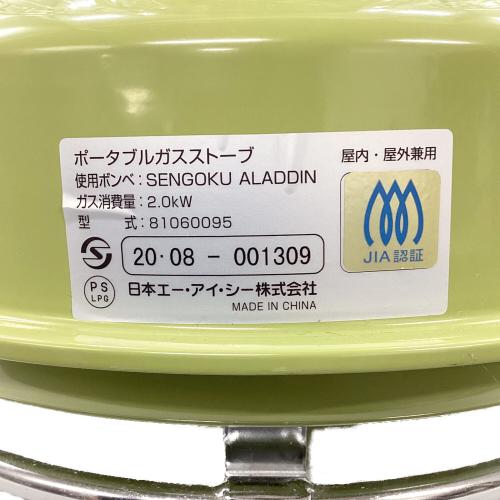 ポータブルガスストーブ
屋内・屋外兼用
使用ボンベ：SENGOKU ALADDIN
ガス消費量：2.0kW
型　　式：81060095
20・08 - 001309
JIA認証
PS
LPG
日本エー・アイ・シー株式会社
MADE IN CHINA